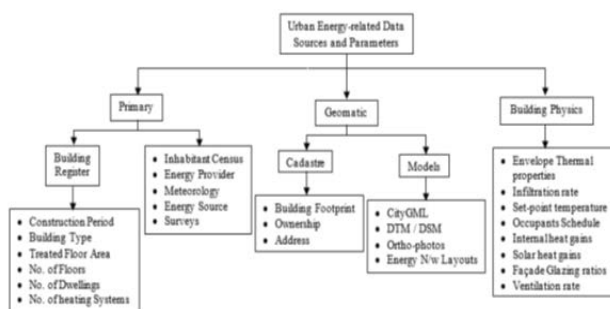 Urban Energy-related Data
Sources and Parameters
Primary
Geomatic
Building Physics
Building
Register
Inhabitant Census
Energy Provider
Meteorology
Energy Source
Surveys
Cadastre
Models
Construction Period
Building Type
Treated Floor Area
No. of Floors
No. of Dwellings
No. of heating Systems
Building Footprint
Ownership
Address
CityGML
DTM / DSM
Ortho-photos
Energy N/w Layouts
Envelope Thermal
properties
Infiltration rate
Set-point temperature
Occupants Schedule
Internal heat gains
Solar heat gains
Façade Glazing ratios
Ventilation rate